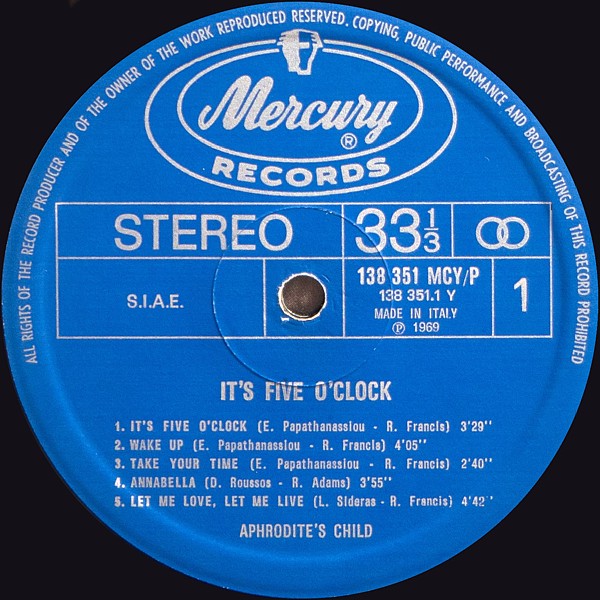 ALL RIGHTS OF THE RECORD PRODUCER AND OF THE OWNER OF THE WORK REPRODUCED RESERVED. COPYING, PUBLIC PERFORMANCE AND BROADCASTING OF THIS RECORD PROHIBITED
Mercury ®
RECORDS
STEREO
33 1/3
S.I.A.E.
138 351 MCY/P
138 351.1 Y
MADE IN ITALY
℗ 1969
1
IT'S FIVE O'CLOCK
1. IT'S FIVE O'CLOCK (E. Papathanassiou - R. Francis) 3'29''
2. WAKE UP (E. Papathanassiou - R. Francis) 4'05''
3. TAKE YOUR TIME (E. Papathanassiou - R. Francis) 2'40''
4. ANNABELLA (D. Roussos - R. Adams) 3'55''
5. LET ME LOVE, LET ME LIVE (L. Sideras - R. Francis) 4'42''
APHRODITE'S CHILD